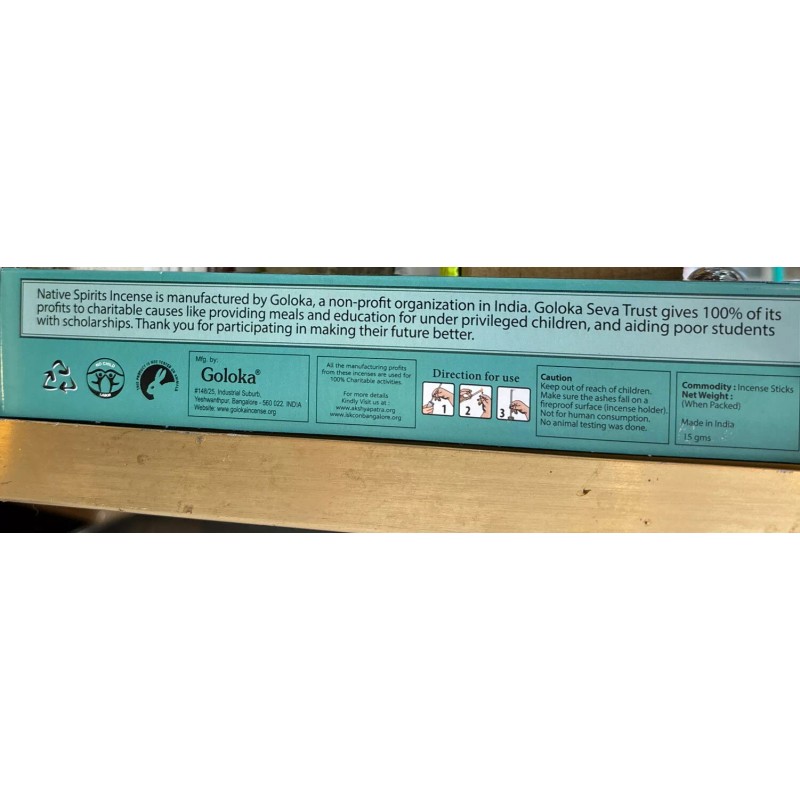 Native Spirits Incense is manufactured by Goloka, a non-profit organization in India. Goloka Seva Trust gives 100% of its
profits to charitable causes like providing meals and education for under privileged children, and aiding poor students
with scholarships. Thank you for participating in making their future better.
NO CHILD
LABOUR
Mfg. by:
Goloka®
#148/25, Industrial Suburb,
Yeshwanthpur, Bangalore - 560 022. INDIA
Website: www.golokaincense.org
All the manufacturing profits
from these incenses are used for
100% Charitable activities.
For more details
Kindly Visit us at :
www.akshyapatra.org
www.iskconbangalore.org
Direction for use
1 2 3
Caution
Keep out of reach of children.
Make sure the ashes fall on a
fireproof surface (incense holder).
Not for human consumption.
No animal testing was done.
Commodity : Incense Sticks
Net Weight :
(When Packed)
Made in India
15 gms